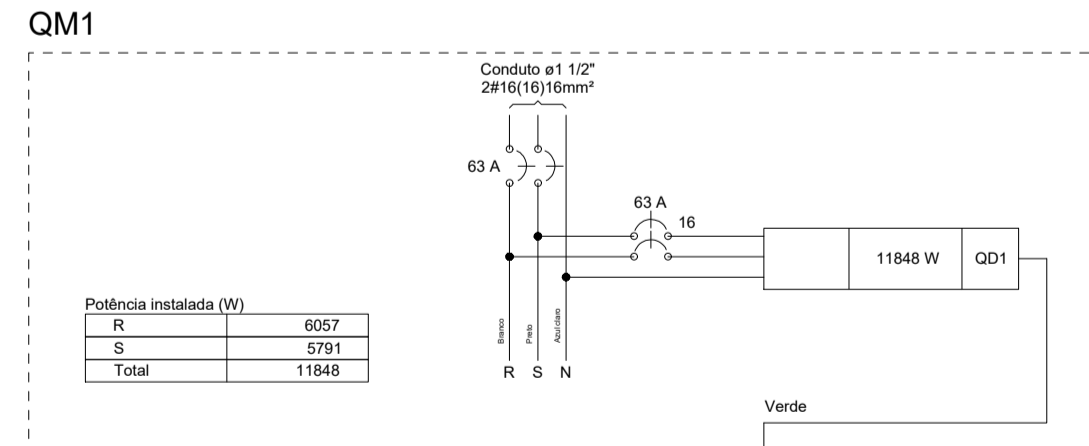 QM1
Conduto ø1 1/2"
2#16(16)16mm²
63 A
63 A
16
11848 W
QD1
Potência instalada (W)
R 6057
S 5791
Total 11848
Branco
Preto
Azul claro
R S N
Verde